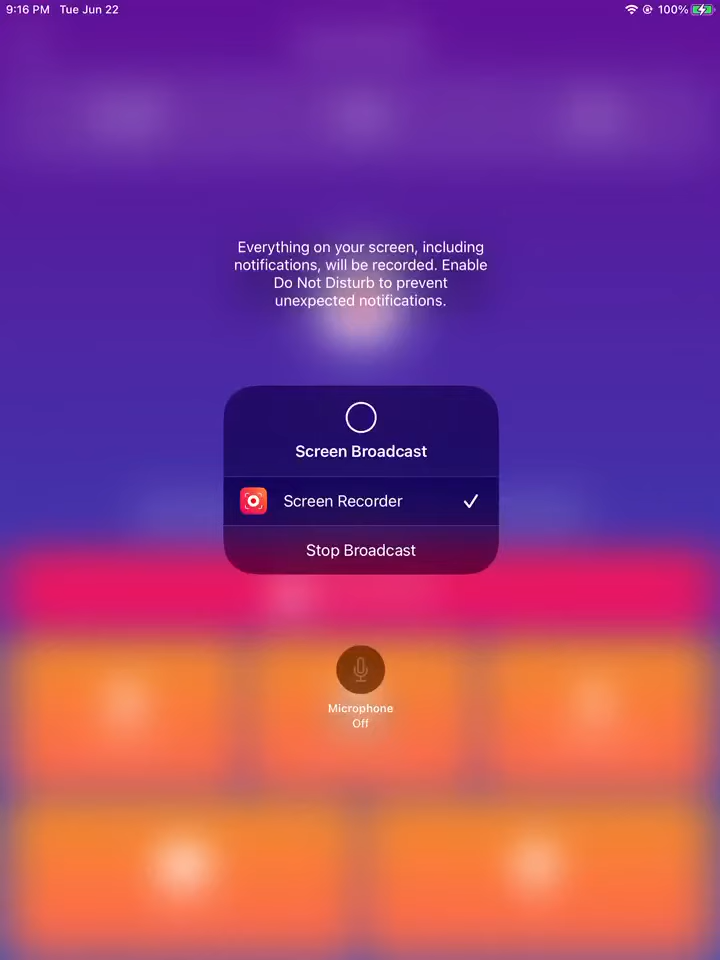 9:16 PM Tue Jun 22 100%
Everything on your screen, including
notifications, will be recorded. Enable
Do Not Disturb to prevent
unexpected notifications.
Screen Broadcast
Screen Recorder
Stop Broadcast
Microphone
Off